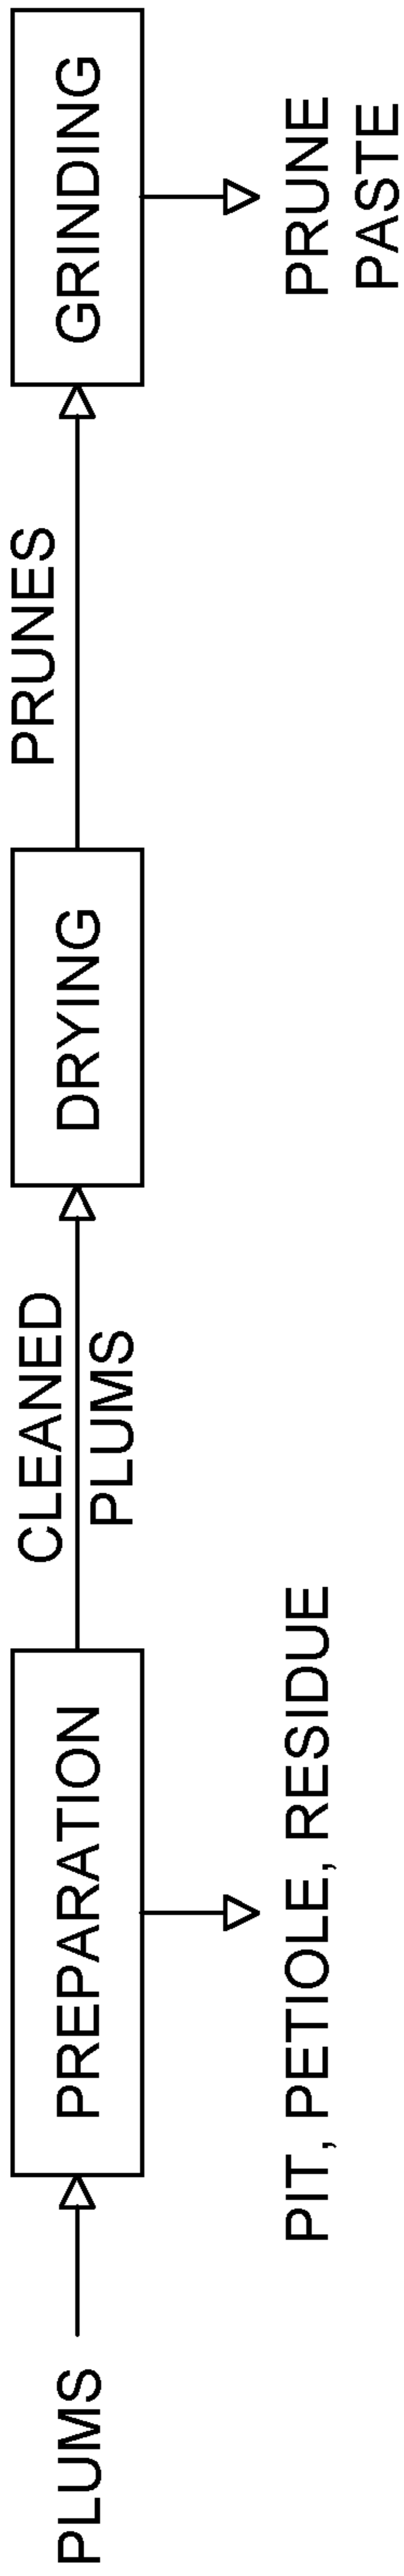 PLUMS
PREPARATION
PIT, PETIOLE, RESIDUE
CLEANED
PLUMS
DRYING
PRUNES
GRINDING
PRUNE
PASTE